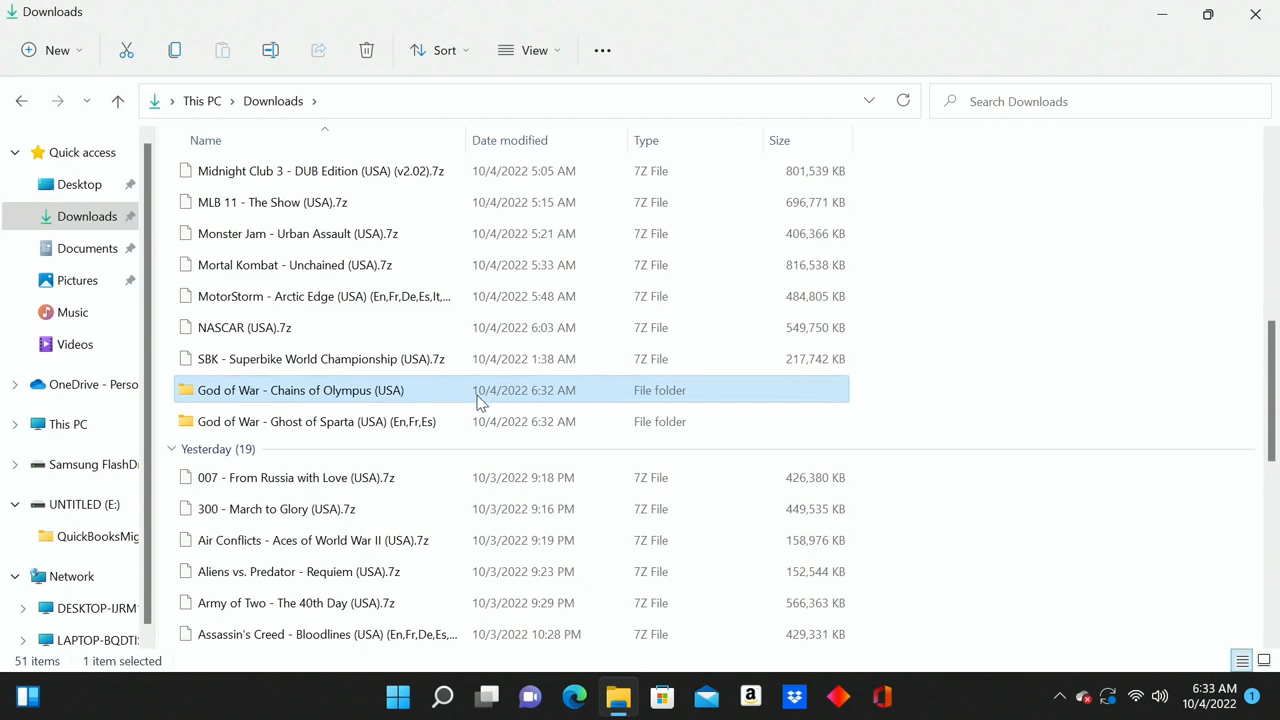 Downloads
New
Sort
View
This PC > Downloads >
Search Downloads
Name Date modified Type Size
Quick access
Desktop
Downloads
Documents
Pictures
Music
Videos
OneDrive - Perso
This PC
Samsung FlashD
UNTITLED (E:)
QuickBooksMig
Network
DESKTOP-IJRM
LAPTOP-BQDTI
Midnight Club 3 - DUB Edition (USA) (v2.02).7z 10/4/2022 5:05 AM 7Z File 801,539 KB
MLB 11 - The Show (USA).7z 10/4/2022 5:15 AM 7Z File 696,771 KB
Monster Jam - Urban Assault (USA).7z 10/4/2022 5:21 AM 7Z File 406,366 KB
Mortal Kombat - Unchained (USA).7z 10/4/2022 5:33 AM 7Z File 816,538 KB
MotorStorm - Arctic Edge (USA) (En,Fr,De,Es,It,... 10/4/2022 5:48 AM 7Z File 484,805 KB
NASCAR (USA).7z 10/4/2022 6:03 AM 7Z File 549,750 KB
SBK - Superbike World Championship (USA).7z 10/4/2022 1:38 AM 7Z File 217,742 KB
God of War - Chains of Olympus (USA) 10/4/2022 6:32 AM File folder
God of War - Ghost of Sparta (USA) (En,Fr,Es) 10/4/2022 6:32 AM File folder
Yesterday (19)
007 - From Russia with Love (USA).7z 10/3/2022 9:18 PM 7Z File 426,380 KB
300 - March to Glory (USA).7z 10/3/2022 9:16 PM 7Z File 449,535 KB
Air Conflicts - Aces of World War II (USA).7z 10/3/2022 9:19 PM 7Z File 158,976 KB
Aliens vs. Predator - Requiem (USA).7z 10/3/2022 9:23 PM 7Z File 152,544 KB
Army of Two - The 40th Day (USA).7z 10/3/2022 9:29 PM 7Z File 566,363 KB
Assassin's Creed - Bloodlines (USA) (En,Fr,De,Es,... 10/3/2022 10:28 PM 7Z File 429,331 KB
51 items 1 item selected
6:33 AM
10/4/2022
1